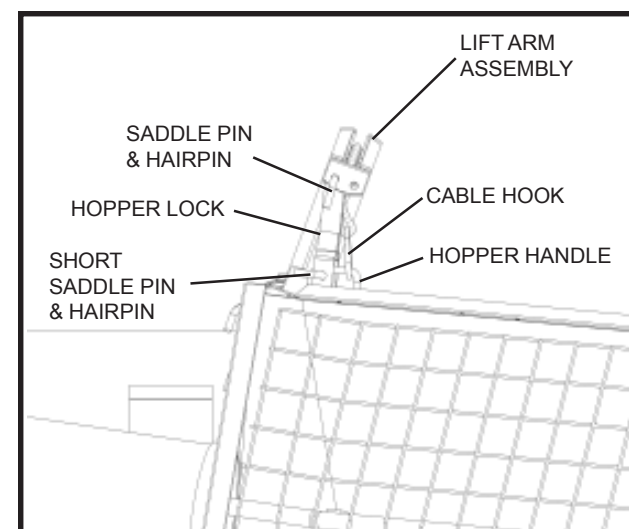 LIFT ARM
ASSEMBLY
SADDLE PIN
& HAIRPIN
HOPPER LOCK
CABLE HOOK
SHORT
SADDLE PIN
& HAIRPIN
HOPPER HANDLE